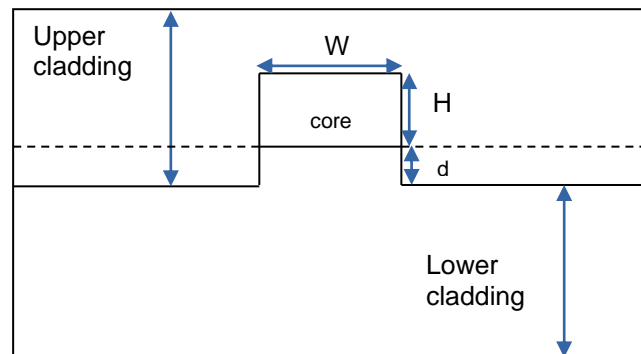 Upper
cladding
W
H
core
d
Lower
cladding